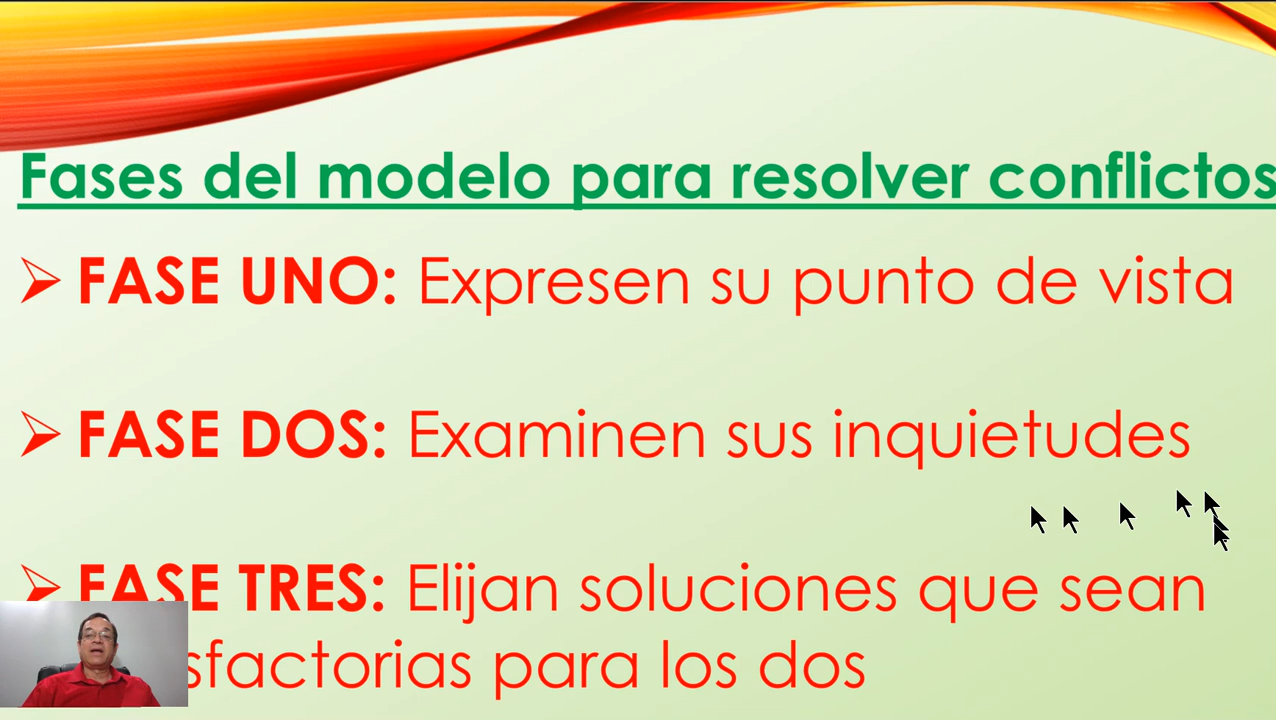 Fases del modelo para resolver conflictos
FASE UNO: Expresen su punto de vista
FASE DOS: Examinen sus inquietudes
FASE TRES: Elijan soluciones que sean
sfactorias para los dos